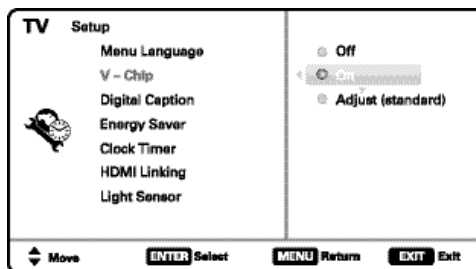 TV Setup
Menu Language
V - Chip
Digital Caption
Energy Saver
Clock Timer
HDMI Linking
Light Sensor
Off
On
Adjust (standard)
Move ENTER Select MENU Return EXIT Exit